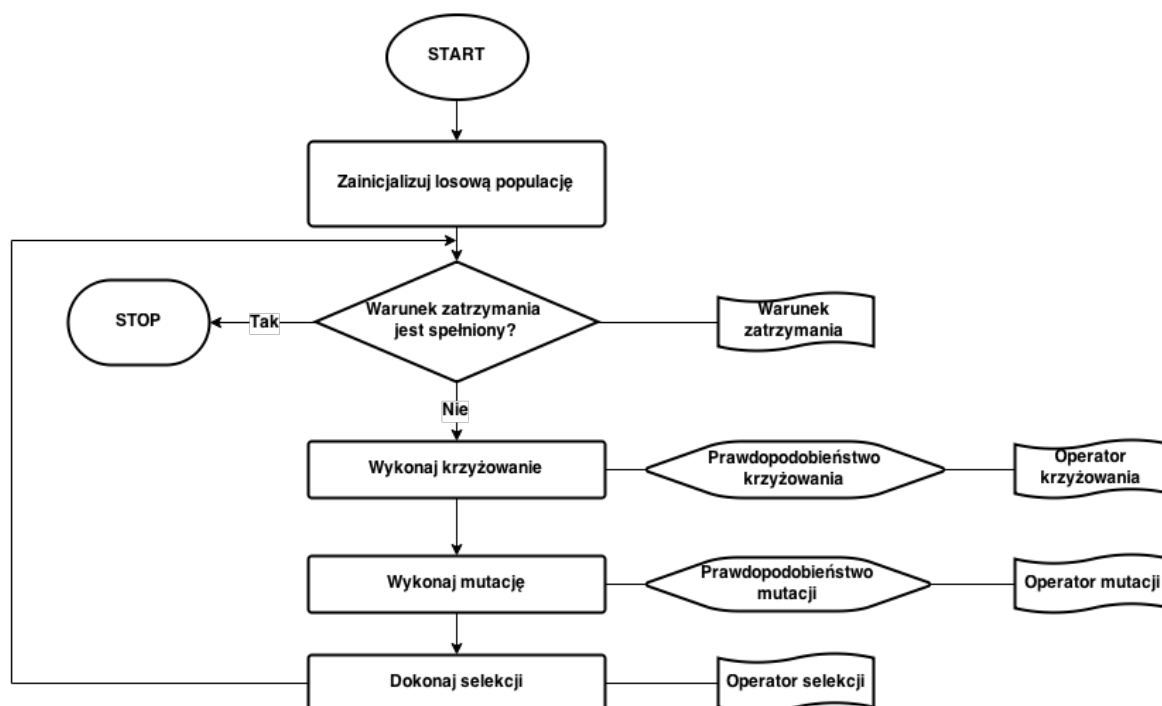 START
Zainicjalizuj losową populację
Warunek zatrzymania
jest spełniony?
STOP
Tak
Warunek
zatrzymania
Nie
Wykonaj krzyżowanie
Prawdopodobieństwo
krzyżowania
Operator
krzyżowania
Wykonaj mutację
Prawdopodobieństwo
mutacji
Operator mutacji
Dokonaj selekcji
Operator selekcji